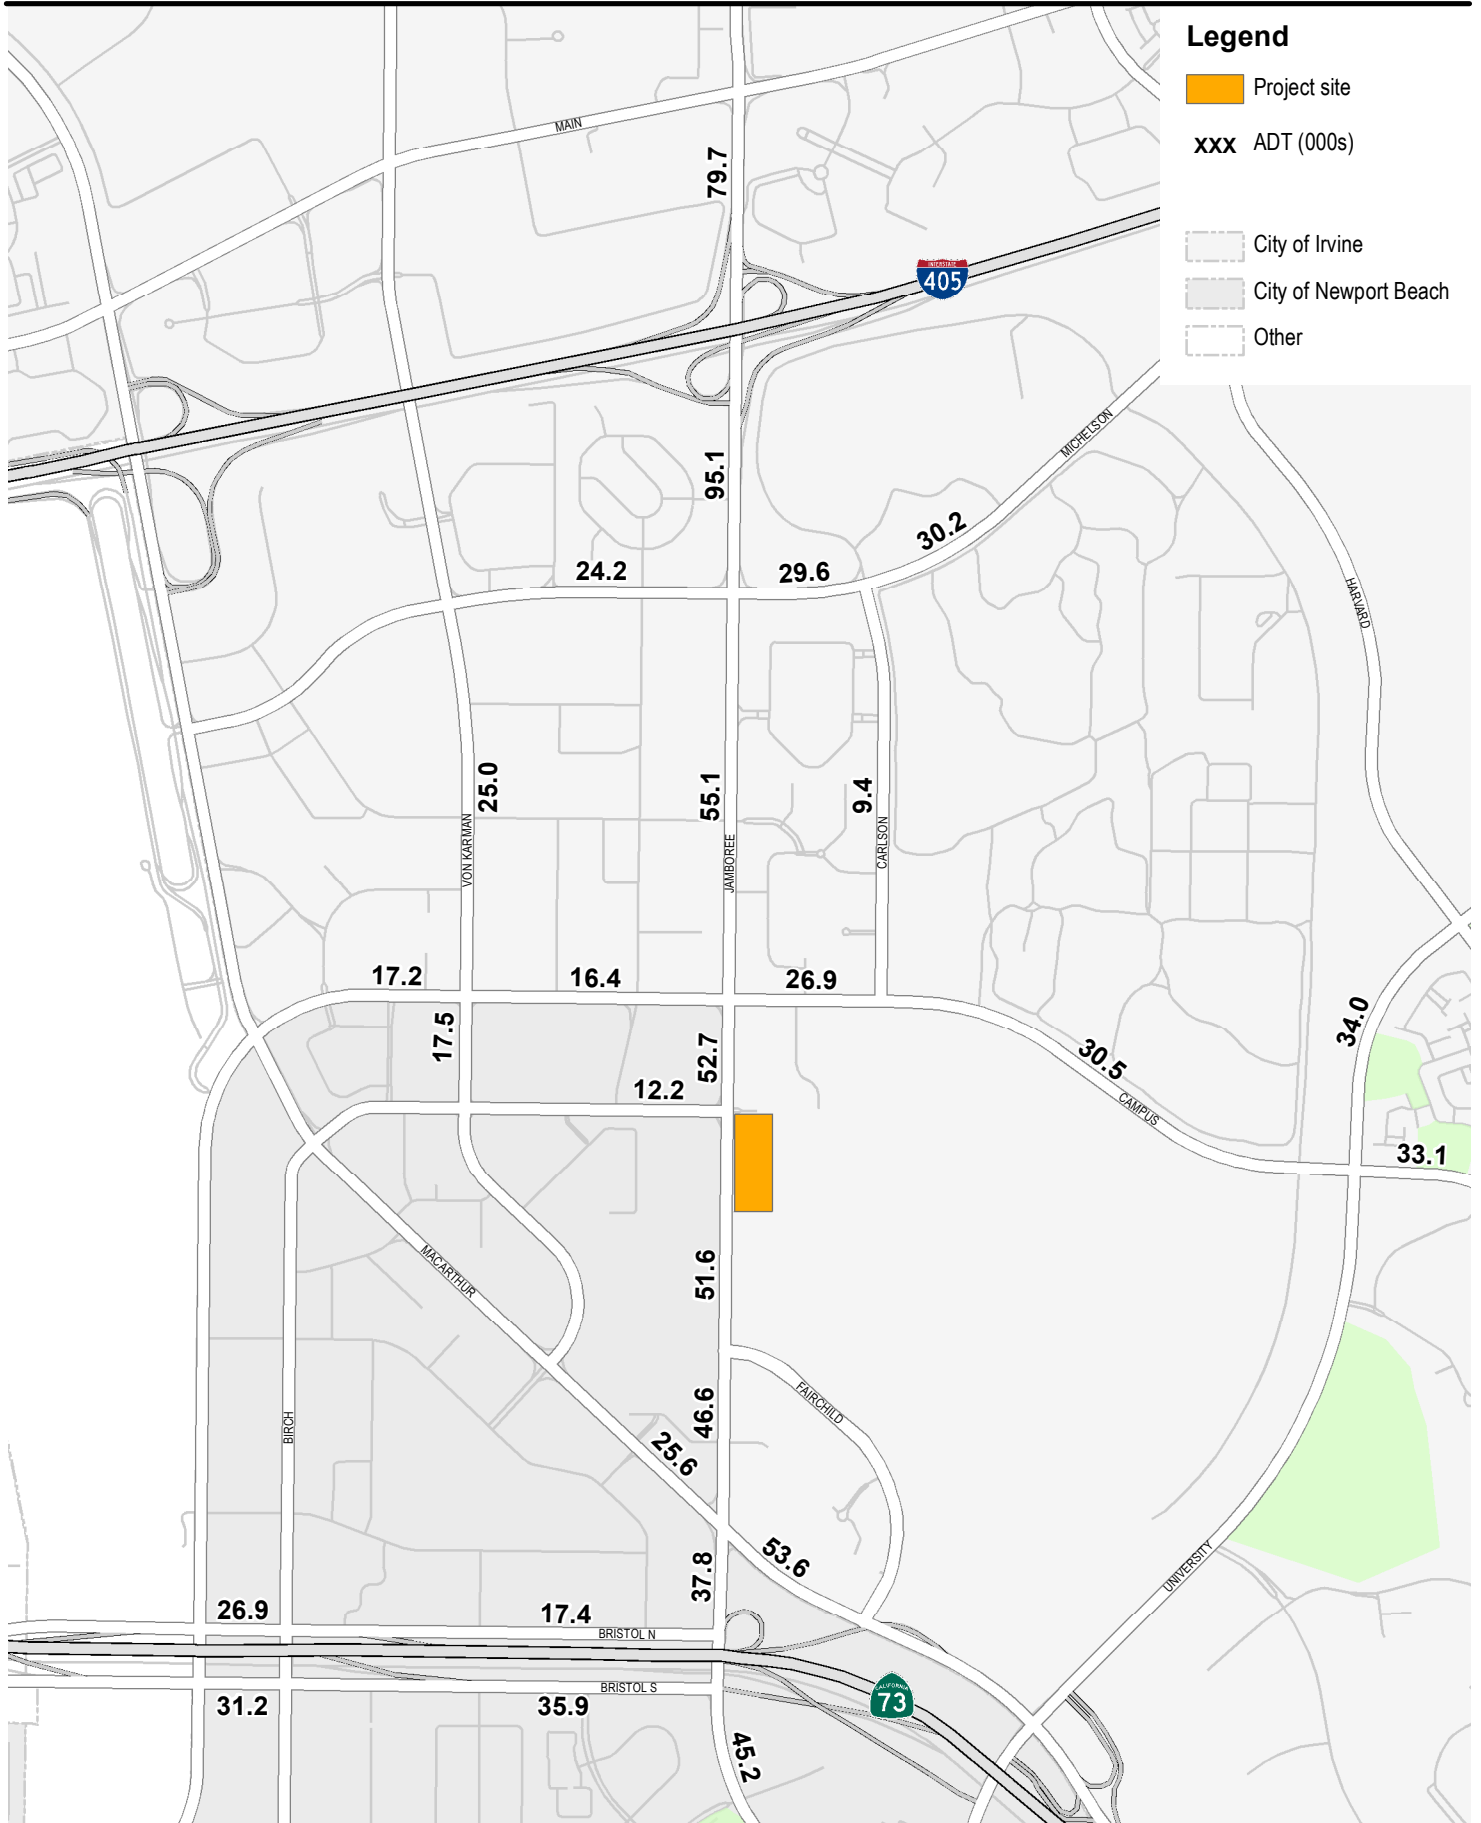 Legend
Project site
xxx ADT (000s)
City of Irvine
City of Newport Beach
Other
MAIN
79.7
INTERSTATE
405
MICHELSON
95.1
30.2
24.2
29.6
HARVARD
25.0
55.1
9.4
VON KARMAN
JAMBOREE
CARLSON
17.2
16.4
26.9
17.5
52.7
34.0
30.5
12.2
CAMPUS
33.1
MACARTHUR
51.6
FAIRCHILD
46.6
BIRCH
25.6
53.6
37.8
UNIVERSITY
26.9
17.4
BRISTOL N
CALIFORNIA
73
BRISTOL S
31.2
35.9
45.2